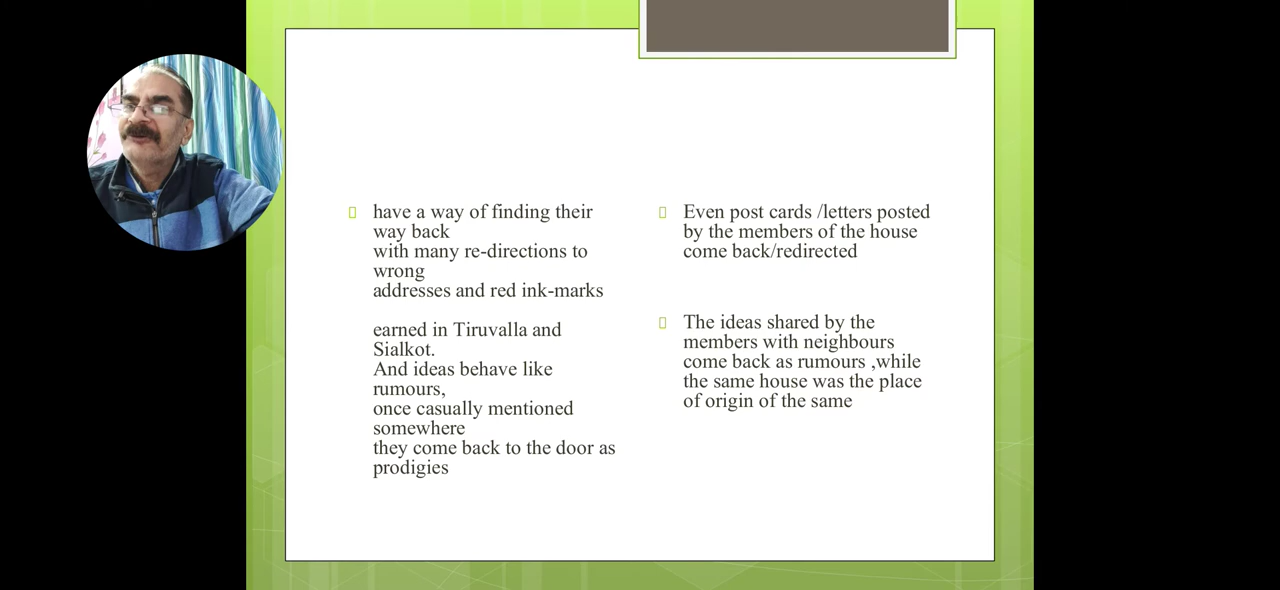 have a way of finding their
way back
with many re-directions to
wrong
addresses and red ink-marks
earned in Tiruvalla and
Sialkot.
And ideas behave like
rumours,
once casually mentioned
somewhere
they come back to the door as
prodigies
Even post cards /letters posted
by the members of the house
come back/redirected
The ideas shared by the
members with neighbours
come back as rumours ,while
the same house was the place
of origin of the same